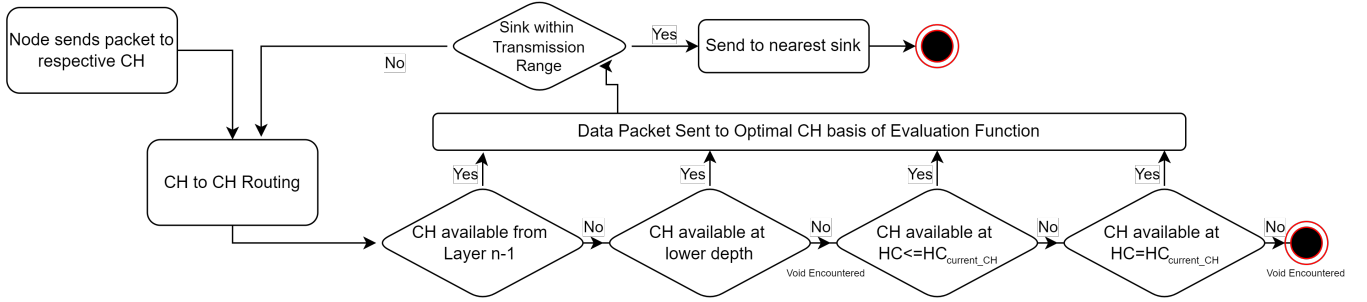 Node sends packet to
respective CH
Sink within
Transmission
Range
Yes
Send to nearest sink
No
Data Packet Sent to Optimal CH basis of Evaluation Function
CH to CH Routing
Yes
Yes
Yes
Yes
CH available from
Layer n-1
No
CH available at
lower depth
No
Void Encountered
CH available at
HC<=HCcurrent_CH
No
CH available at
HC=HCcurrent_CH
No
Void Encountered